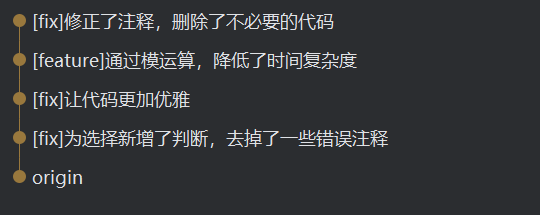 [fix]修正了注释，删除了不必要的代码
[feature]通过模运算，降低了时间复杂度
[fix]让代码更加优雅
[fix]为选择新增了判断，去掉了一些错误注释
origin